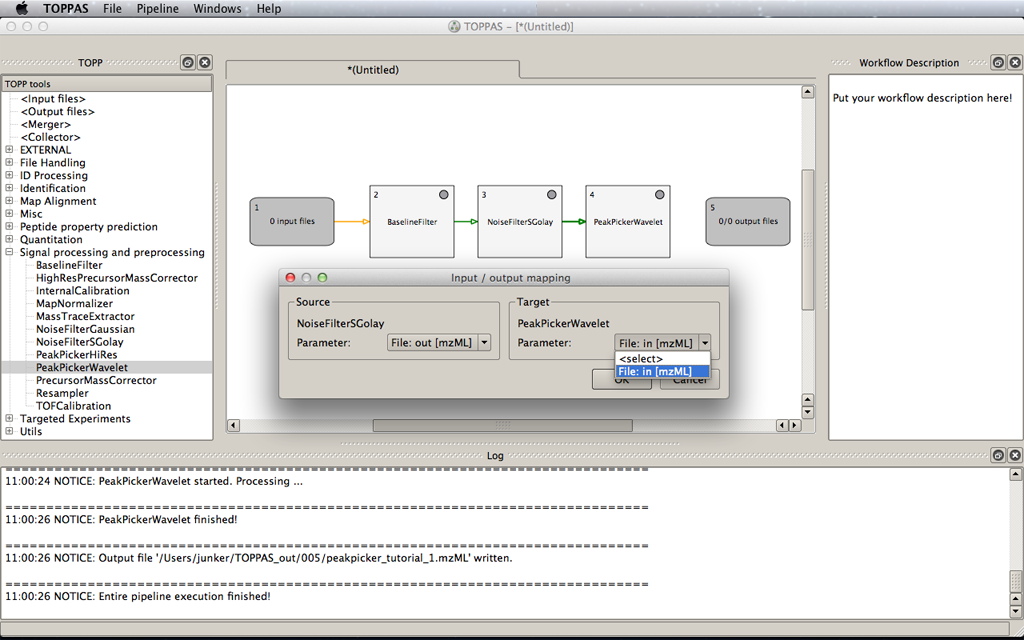 TOPPAS File Pipeline Windows Help
TOPPAS – [*(Untitled)]
TOPP
*(Untitled)
Workflow Description
TOPP tools
<Input files>
<Output files>
<Merger>
<Collector>
EXTERNAL
File Handling
ID Processing
Identification
Map Alignment
Misc
Peptide property prediction
Quantation
Signal processing and preprocessing
BaselineFilter
HighResPrecursorMassCorrector
InternalCalibration
MapNormalizer
MassTraceExtractor
NoiseFilterGaussian
NoiseFilterSGolay
PeakPickerHiRes
PeakPickerWavelet
PrecursorMassCorrector
Resampler
TOFCalibration
Targeted Experiments
Utils
1
0 input files
2
BaselineFilter
3
NoiseFilterSGolay
4
PeakPickerWavelet
5
0/0 output files
Put your workflow description here!
Input / output mapping
Source
NoiseFilterSGolay
Parameter: File: out [mzML]
Target
PeakPickerWavelet
Parameter: File: in [mzML]
<select>
File: in [mzML]
OK
Cancel
Log
==========================================================================
11:00:24 NOTICE: PeakPickerWavelet started. Processing ...
==========================================================================
11:00:26 NOTICE: PeakPickerWavelet finished!
==========================================================================
11:00:26 NOTICE: Output file '/Users/junker/TOPPAS_out/005/peakpicker_tutorial_1.mzML' written.
==========================================================================
11:00:26 NOTICE: Entire pipeline execution finished!